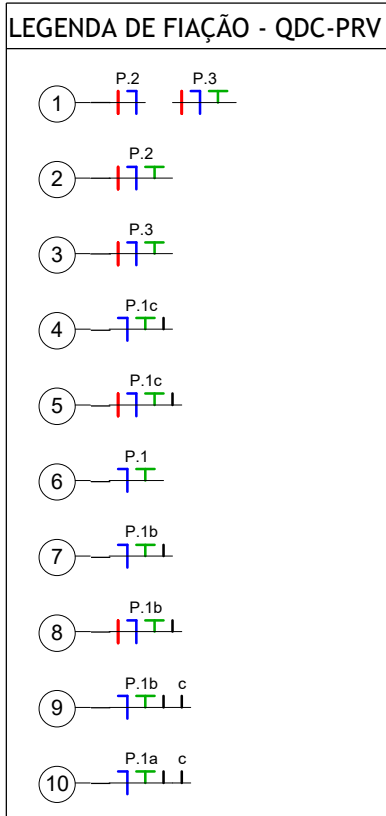 LEGENDA DE FIAÇÃO - QDC-PRV
1 P.2 P.3
2 P.2
3 P.3
4 P.1c
5 P.1c
6 P.1
7 P.1b
8 P.1b
9 P.1b c
10 P.1a c